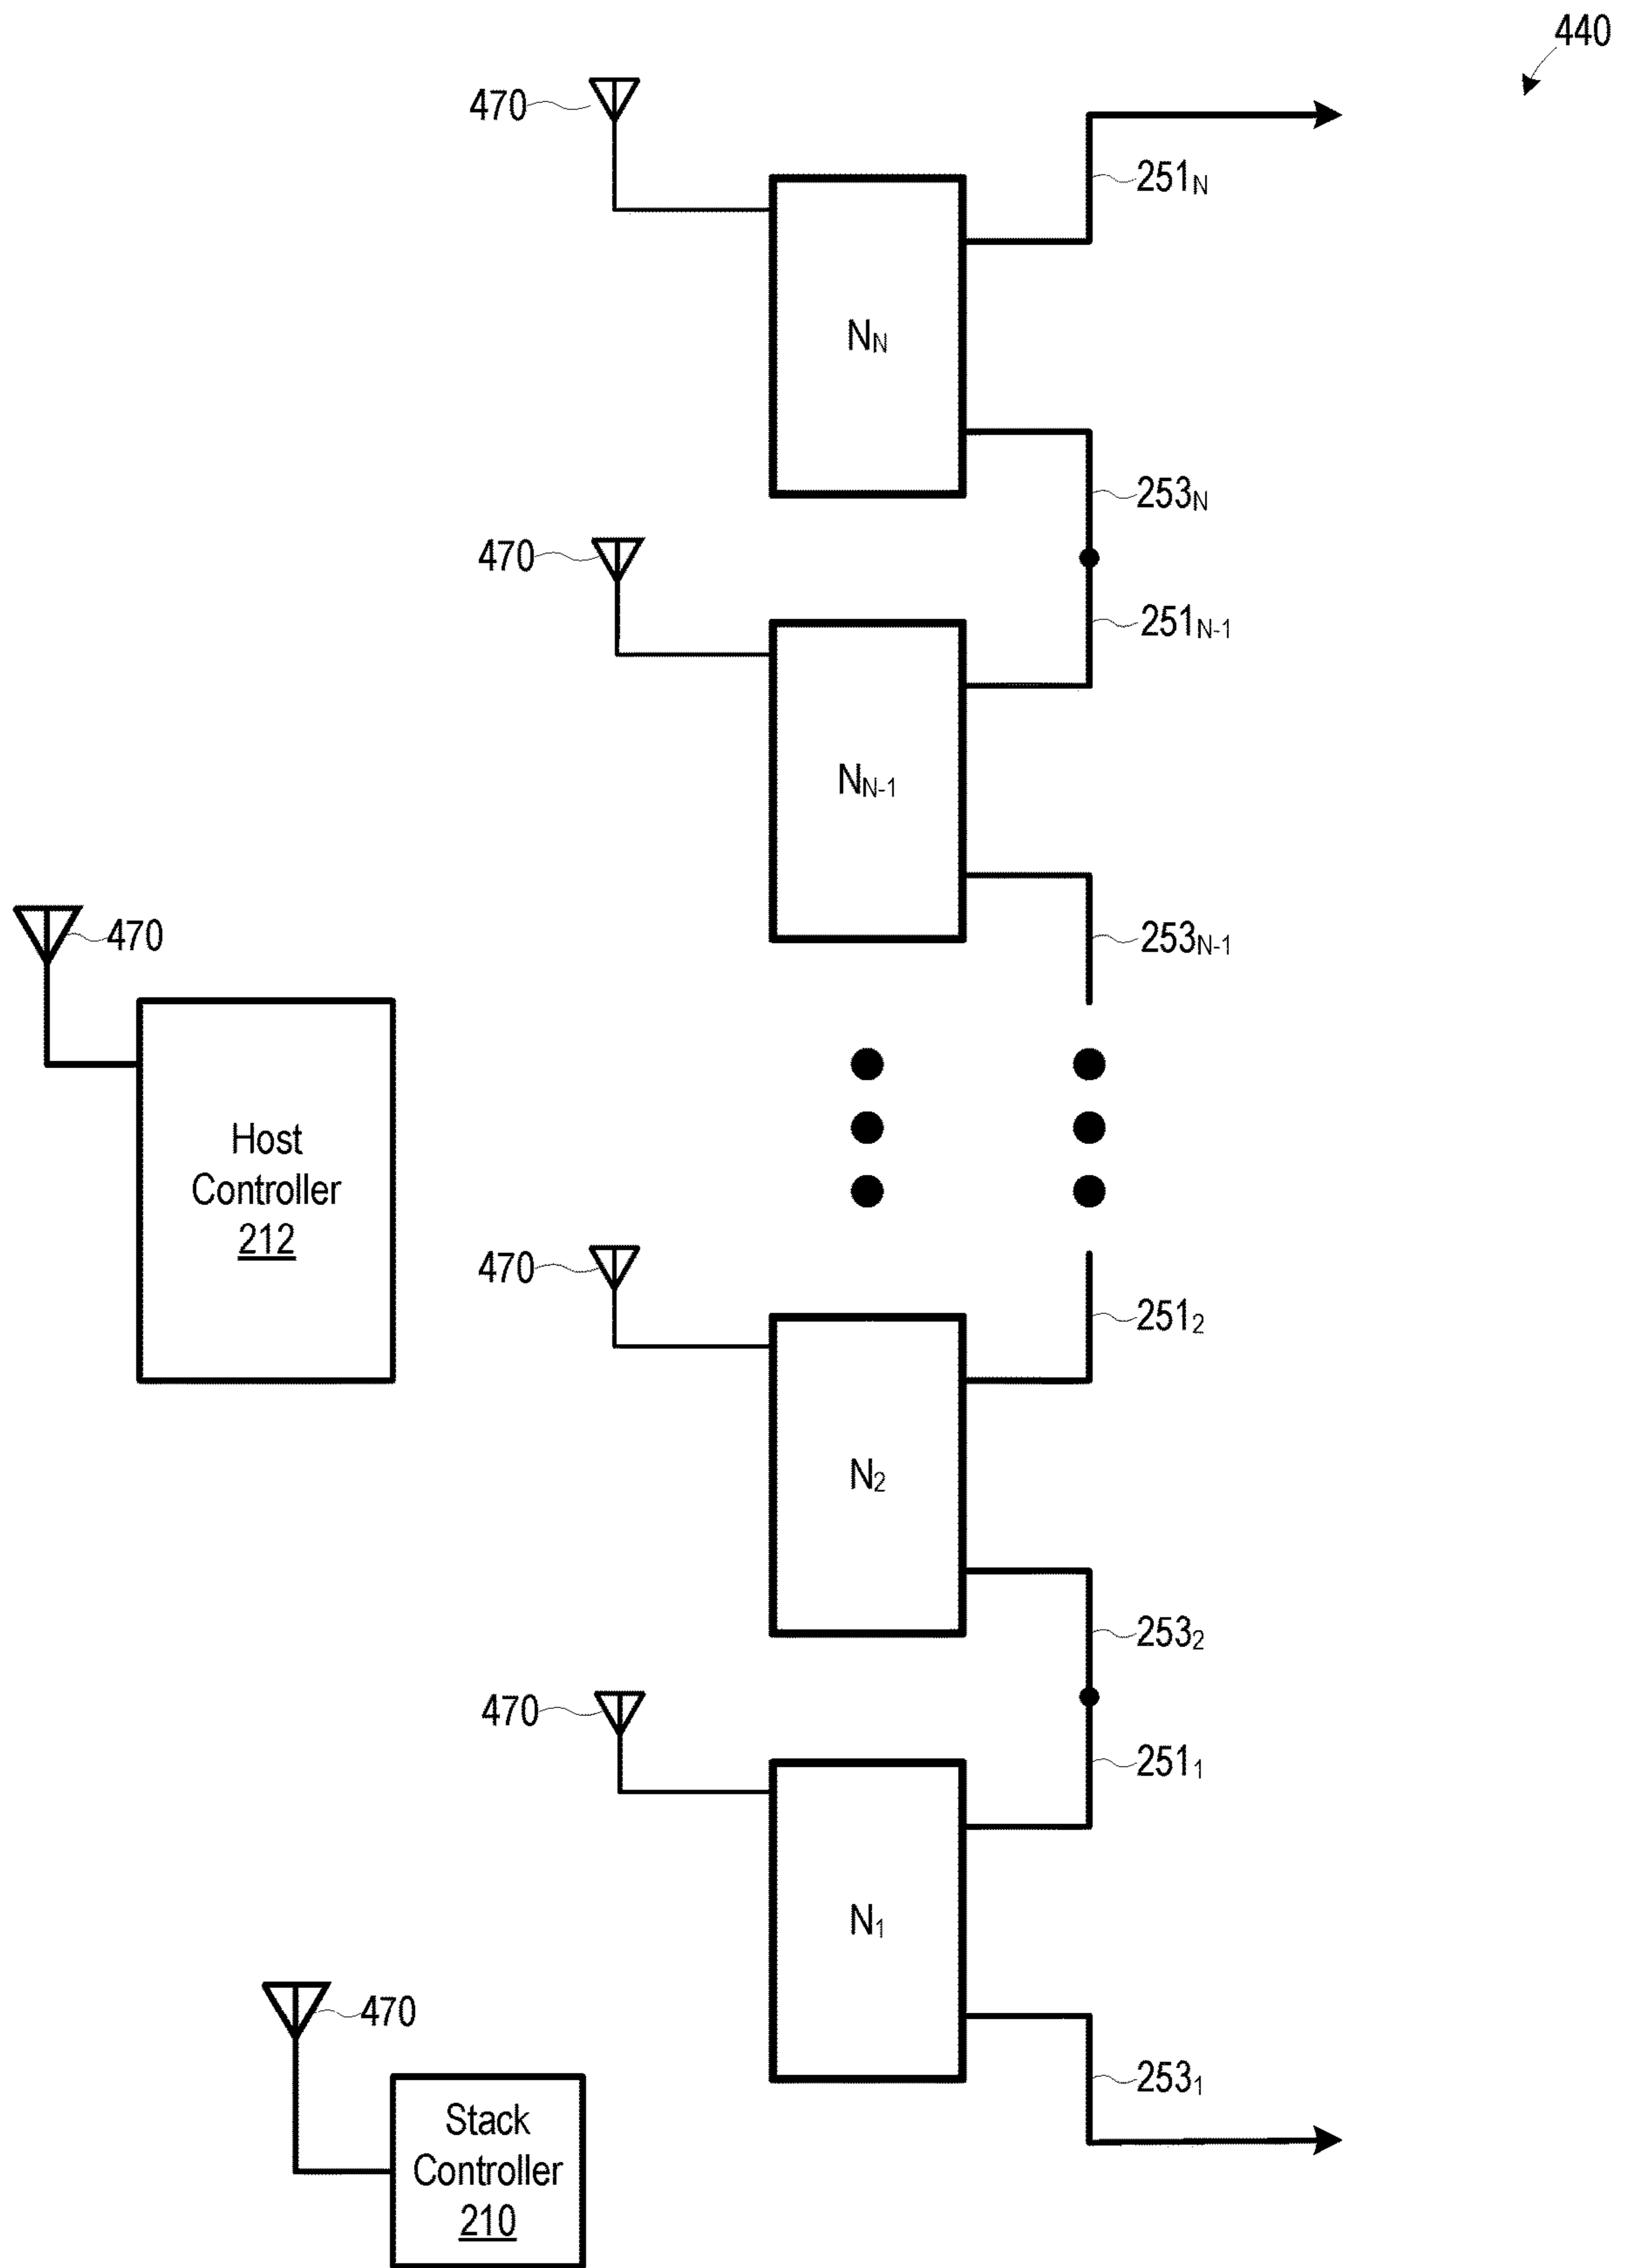 440
470
251N
NN
253N
470
251N-1
NN-1
253N-1
470
Host
Controller
212
470
2512
N2
2532
470
2511
N1
470
2531
Stack
Controller
210